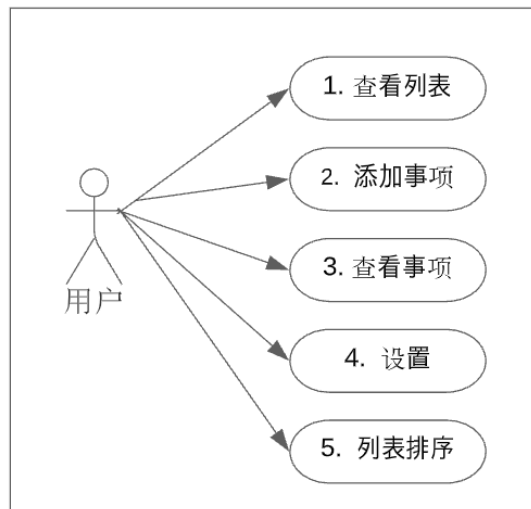 1. 查看列表
2. 添加事项
3. 查看事项
用户
4. 设置
5. 列表排序